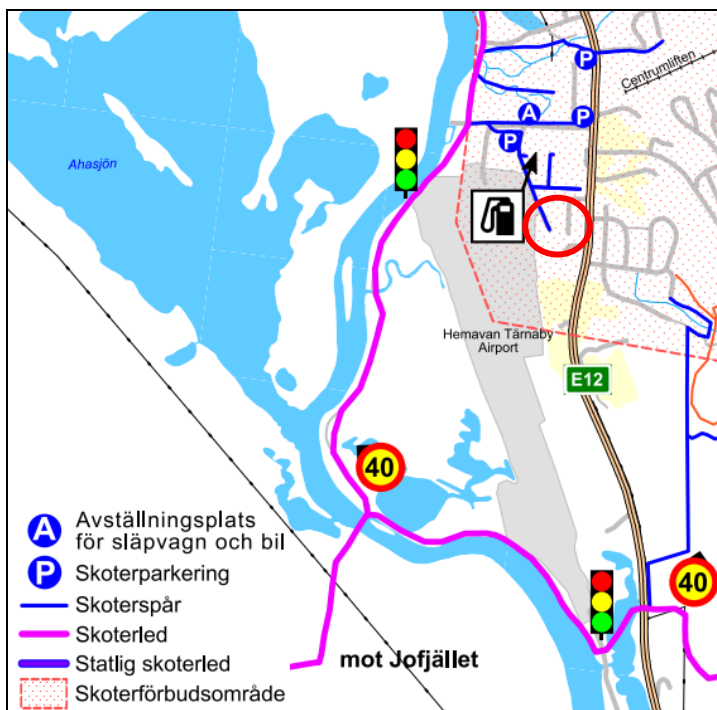 P
Centrumliften
A
P
P
Ahasjön
Hemavan Tärnaby
Airport
E12
40
40
A Avställningsplats
för släpvagn och bil
P Skoterparkering
Skoterspår
Skoterled
Statlig skoterled
Skoterförbudsområde
mot Jofjället